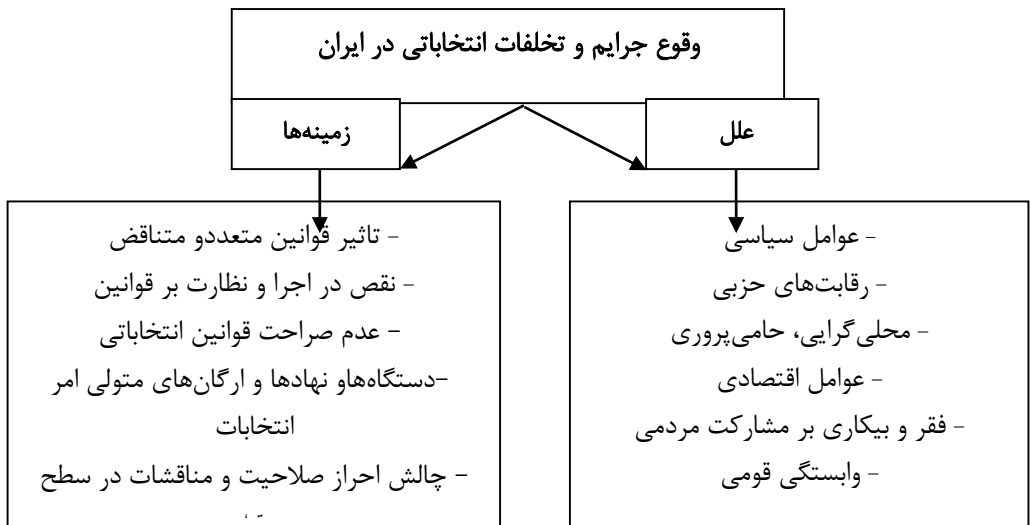 وقوع جرایم و تخلفات انتخاباتی در ایران
علل
زمینه‌ها
- عوامل سیاسی
- رقابت‌های حزبی
- محلی‌گرایی، حامی‌پروری
- عوامل اقتصادی
- فقر و بیکاری بر مشارکت مردمی
- وابستگی قومی
- تاثیر قوانین متعددو متناقض
- نقص در اجرا و نظارت بر قوانین
- عدم صراحت قوانین انتخاباتی
-دستگاه‌هاو نهادها و ارگان‌های متولی امر
انتخابات
- چالش احراز صلاحیت و مناقشات در سطح